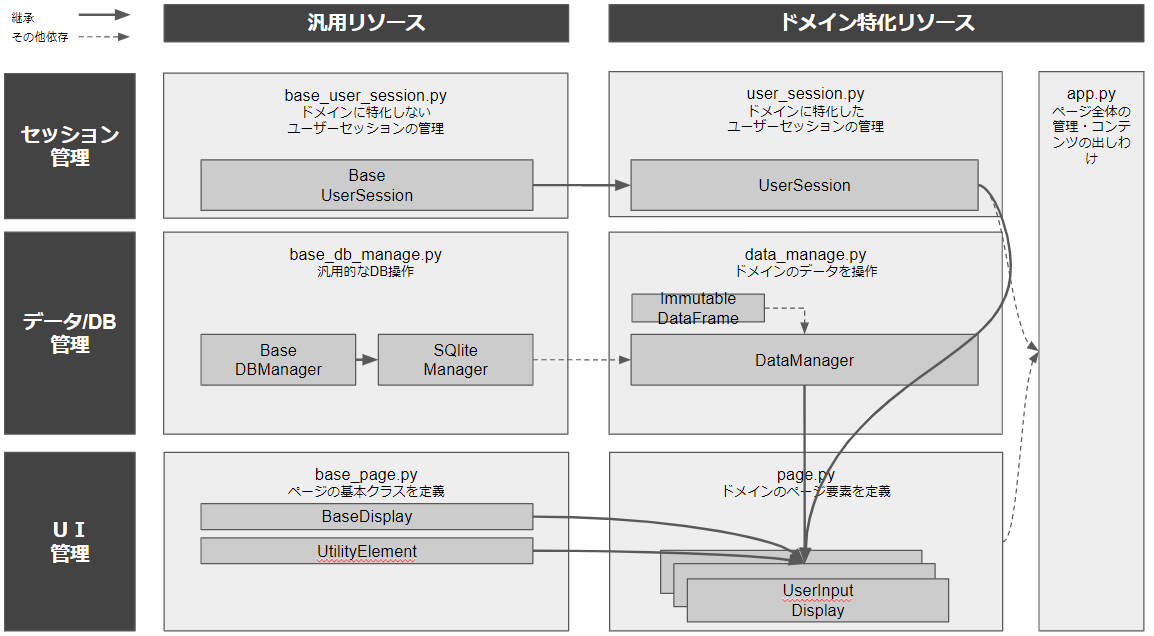 継承
その他依存
汎用リソース
ドメイン特化リソース
セッション
管理
base_user_session.py
ドメインに特化しない
ユーザーセッションの管理
Base
UserSession
user_session.py
ドメインに特化した
ユーザーセッションの管理
UserSession
app.py
ページ全体の
管理・コンテ
ンツの出しわ
け
データ/DB
管理
base_db_manage.py
汎用的なDB操作
Base
DBManager
SQlite
Manager
data_manage.py
ドメインのデータを操作
Immutable
DataFrame
DataManager
ＵＩ
管理
base_page.py
ページの基本クラスを定義
BaseDisplay
UtilityElement
page.py
ドメインのページ要素を定義
UserInput
Display